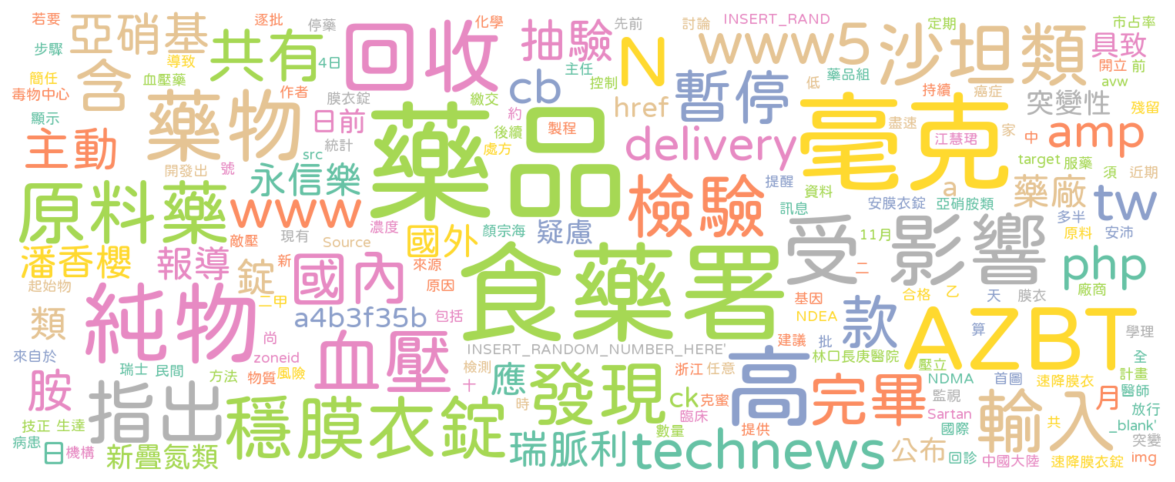 若要
逐批
停藥
化學
先前
討論
INSERT_RAND
定期
市占率
步驟
亞硝基
共有
回收
抽驗
N
www5
沙坦類
具致
導致
4日
主任
控制
低
藥品組
開立
前
簡任
血壓藥
作者
含
cb
暫停
持續
癌症
avw
毒物中心
膜衣錠
繳交
約
href
突變性
殘留
顯示
藥物
日前
藥品
製程
盡速
家
江慧珺
中
amp
主動
統計
後續
處方
delivery
毫克
target
服藥
須
近期
開發出
src
永信樂
號
檢驗
提醒
資料
安膜衣錠
亞硝胺類
藥廠
tw
原料藥
www
濃度
顏宗海
疑慮
訊息
受
影響
11月
多半
原料
安沛
敵壓
現有
Source
國外
潘香櫻
報導
錠
新
國內
來源
原因
食藥署
二
php
起始物
二甲
基因
合格
乙
天
膜衣
廠商
類
純物
a4b3f35b
包括
NDEA
款
AZBT
尚
建議
批
算
學理
來自於
INSERT_RANDOM_NUMBER_HERE'
林口長庚醫院
壓立
全
瑞士
民間
方法
zoneid
血壓
檢測
浙江
任意
高
計畫
胺
物質
風險
十
應
發現
ck
克蜜
完畢
NDMA
首圖
速降膜衣
醫師
指出
穩膜衣錠
時
臨床
監視
Sartan
輸入
月
放行
技正
生達
數量
提供
國際
共
_blank'
病患
日
機構
新疊氮類
瑞脈利
technews
公布
回診
中國大陸
速降膜衣錠
突變
img
a